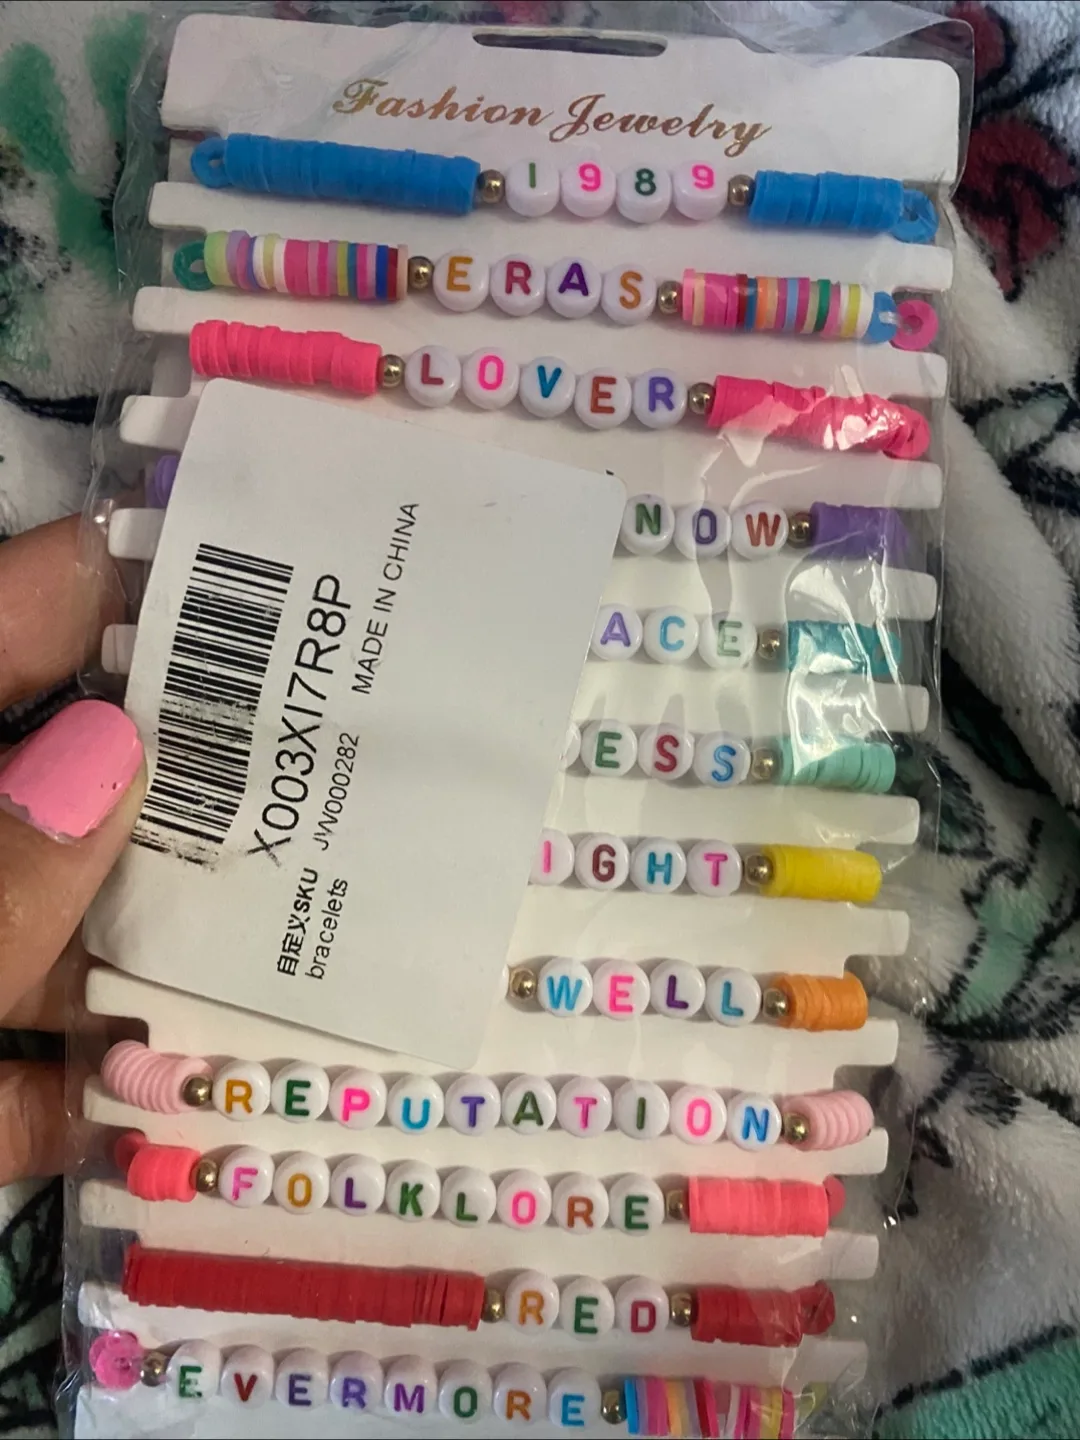 Fashion Jewelry
1989
ERAS
LOVER
NOW
ACE
ESS
IGHT
WELL
X003XI7R8P
自定义SKU JW000282 MADE IN CHINA
bracelets
REPUTATION
FOLKLORE
RED
EVERMORE